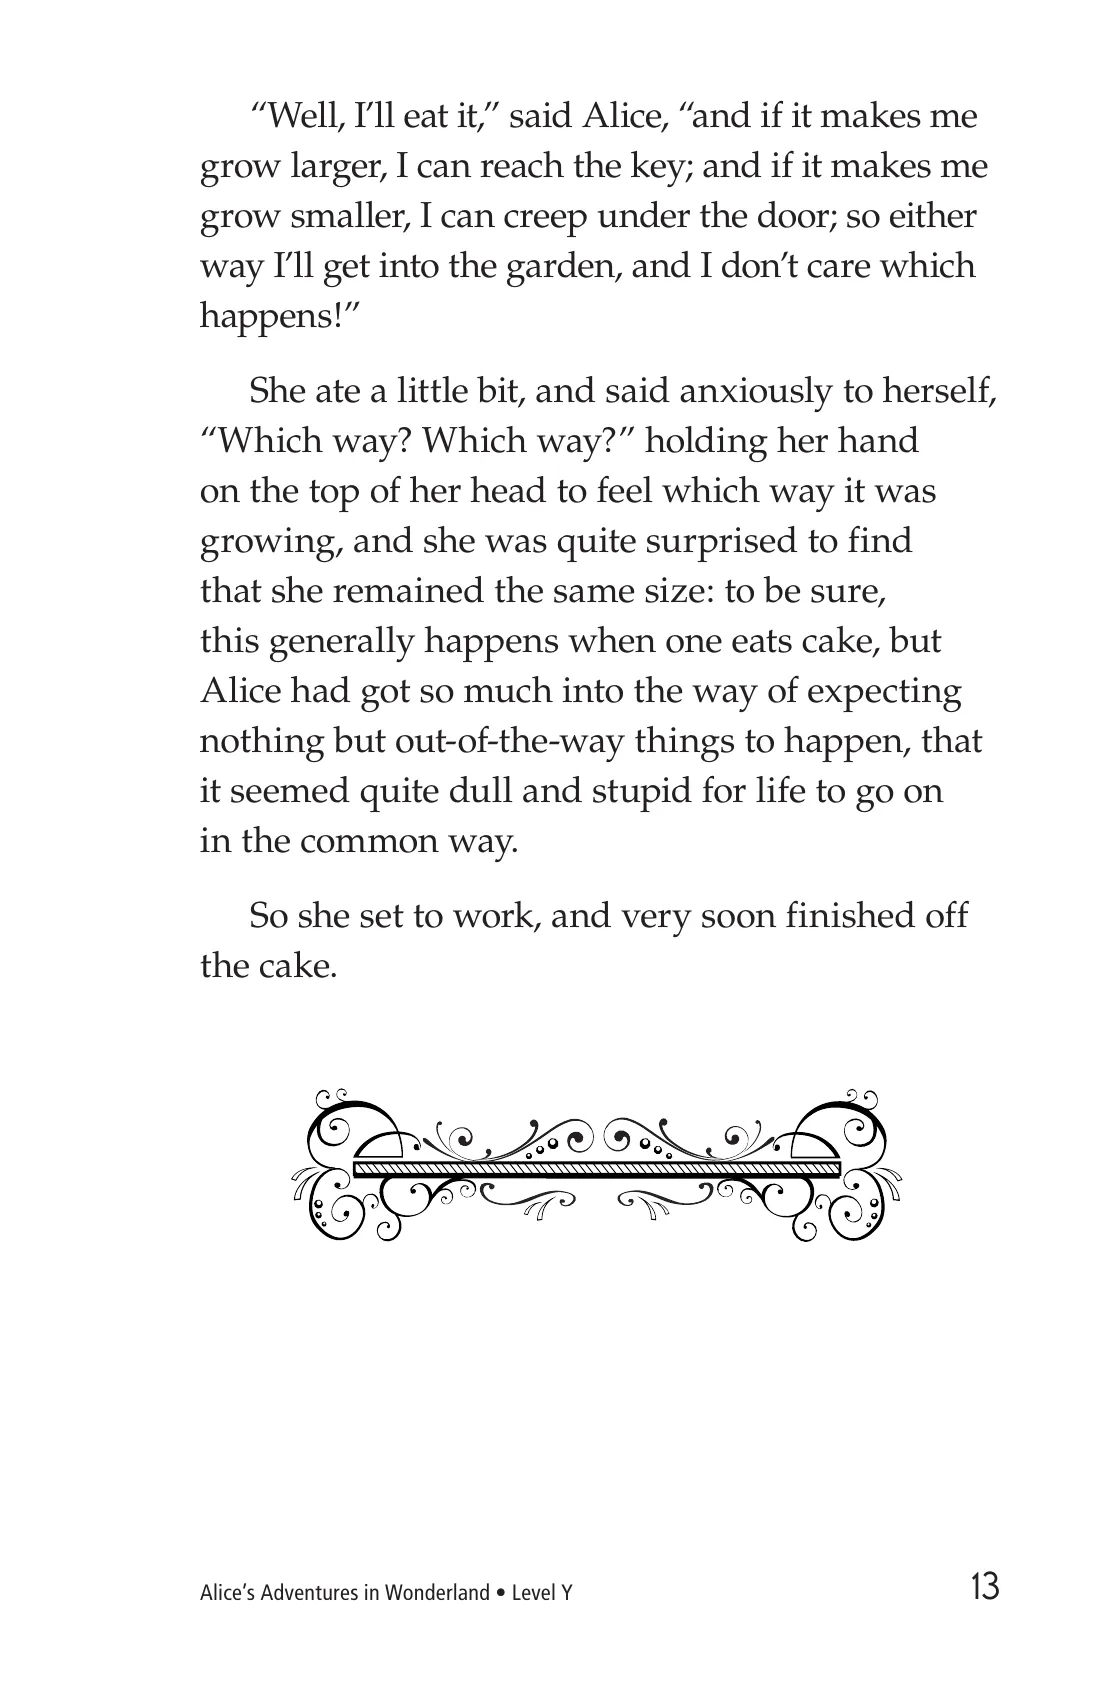 “Well, I’ll eat it,” said Alice, “and if it makes me
grow larger, I can reach the key; and if it makes me
grow smaller, I can creep under the door; so either
way I’ll get into the garden, and I don’t care which
happens!”
She ate a little bit, and said anxiously to herself,
“Which way? Which way?” holding her hand
on the top of her head to feel which way it was
growing, and she was quite surprised to find
that she remained the same size: to be sure,
this generally happens when one eats cake, but
Alice had got so much into the way of expecting
nothing but out-of-the-way things to happen, that
it seemed quite dull and stupid for life to go on
in the common way.
So she set to work, and very soon finished off
the cake.
Alice’s Adventures in Wonderland • Level Y
13